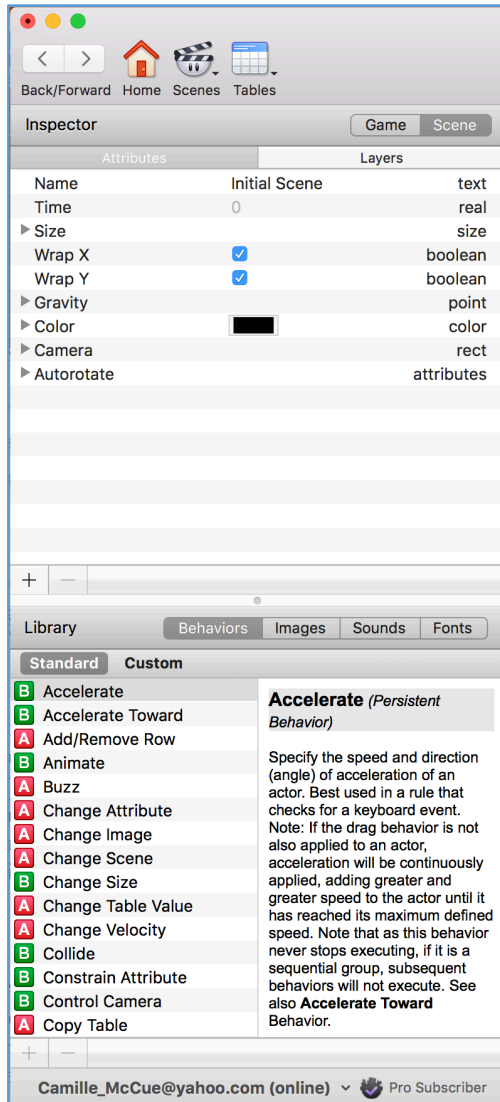 Back/Forward Home Scenes Tables
Inspector Game Scene
Attributes Layers
Name Initial Scene text
Time 0 real
Size size
Wrap X boolean
Wrap Y boolean
Gravity point
Color color
Camera rect
Autorotate attributes
+ −
Library Behaviors Images Sounds Fonts
Standard Custom
B Accelerate
B Accelerate Toward
A Add/Remove Row
B Animate
A Buzz
A Change Attribute
A Change Image
A Change Scene
B Change Size
A Change Table Value
A Change Velocity
B Collide
B Constrain Attribute
B Control Camera
A Copy Table
Accelerate (Persistent
Behavior)
Specify the speed and direction
(angle) of acceleration of an
actor. Best used in a rule that
checks for a keyboard event.
Note: If the drag behavior is not
also applied to an actor,
acceleration will be continuously
applied, adding greater and
greater speed to the actor until it
has reached its maximum defined
speed. Note that as this behavior
never stops executing, if it is a
sequential group, subsequent
behaviors will not execute. See
also Accelerate Toward
Behavior.
+ −
Camille_McCue@yahoo.com (online) Pro Subscriber